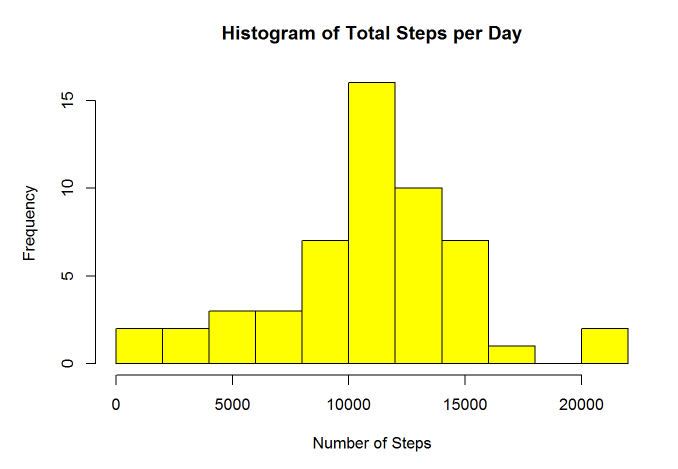 Histogram of Total Steps per Day
15
10
5
0
Frequency
0 5000 10000 15000 20000
Number of Steps